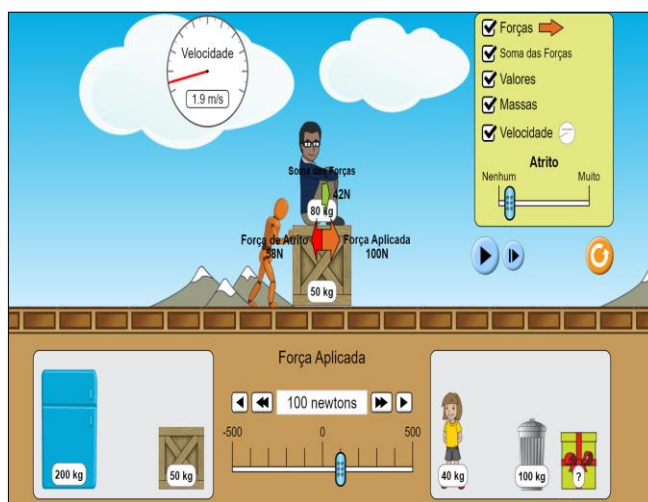 Velocidade
1.9 m/s
Forças
Soma das Forças
Valores
Massas
Velocidade
Atrito
Nenhum
Muito
Soma das Forças
42N
80 kg
Força de Atrito
58N
Força Aplicada
100N
50 kg
Força Aplicada
100 newtons
-500
0
500
200 kg
50 kg
40 kg
100 kg
?